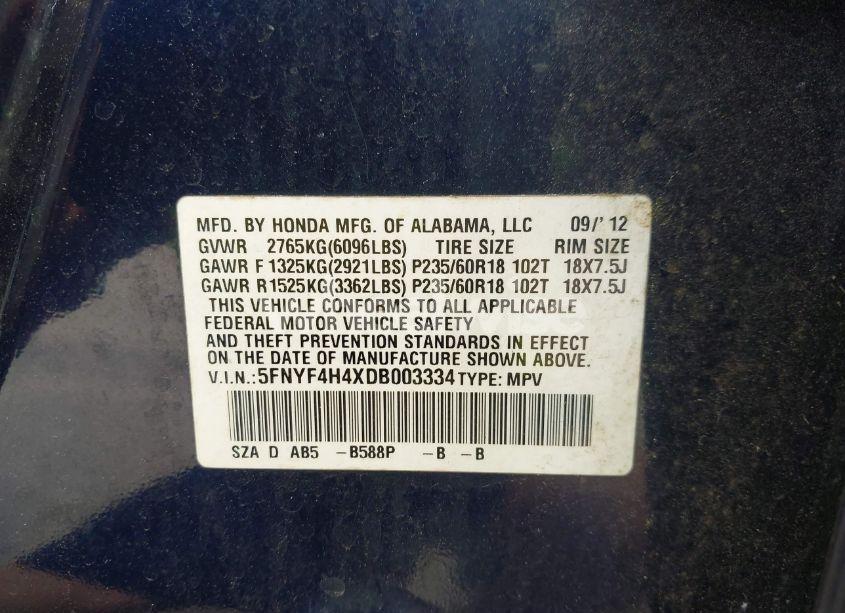 MFD. BY HONDA MFG. OF ALABAMA, LLC 09/'12
GVWR 2765KG(6096LBS) TIRE SIZE RIM SIZE
GAWR F1325KG(2921LBS) P235/60R18 102T 18X7.5J
GAWR R1525KG(3362LBS) P235/60R18 102T 18X7.5J
THIS VEHICLE CONFORMS TO ALL APPLICABLE
FEDERAL MOTOR VEHICLE SAFETY
AND THEFT PREVENTION STANDARDS IN EFFECT
ON THE DATE OF MANUFACTURE SHOWN ABOVE.
V.I.N.:5FNYF4H4XDB003334 TYPE: MPV
SZA D AB5 -B588P -B -B